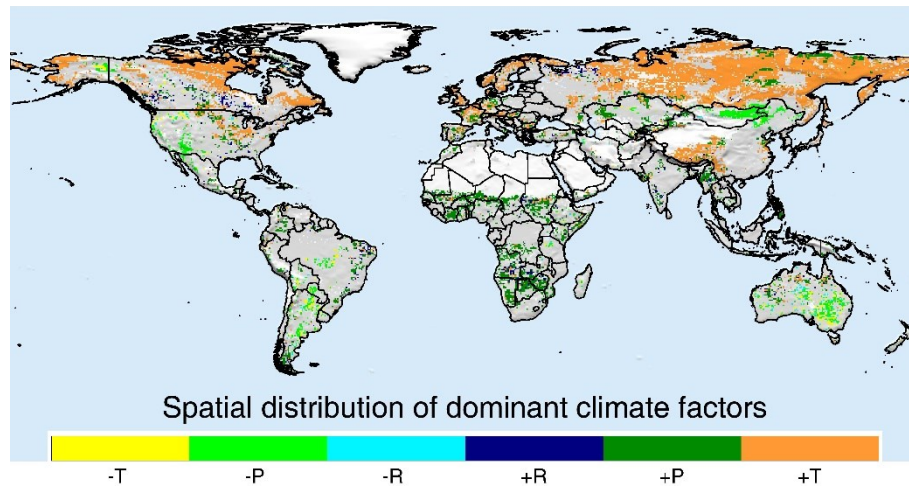 Spatial distribution of dominant climate factors
-T -P -R +R +P +T